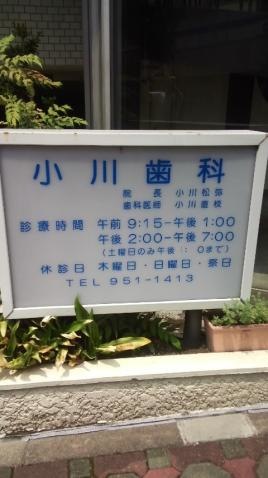 小川歯科
院長 小川松弥
歯科医師 小川直枝
診療時間 午前 9:15-午後 1:00
午後 2:00-午後 7:00
(土曜日のみ午後 : 0まで)
休診日 木曜日・日曜日・祭日
TEL 951-1413